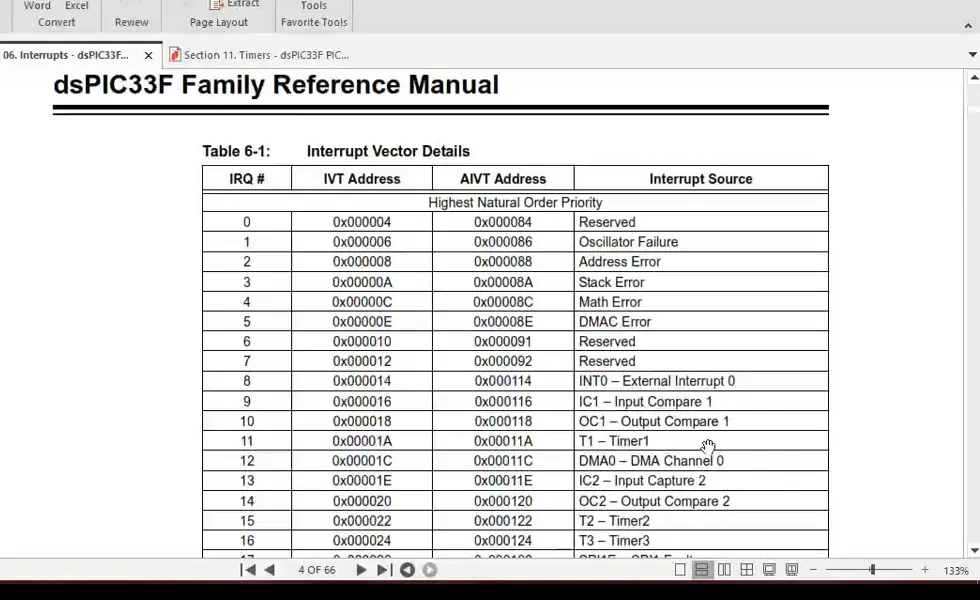 Word Excel Extract Tools
Convert Review Page Layout Favorite Tools
06. Interrupts - dsPIC33F... Section 11. Timers - dsPIC33F PIC...
dsPIC33F Family Reference Manual
Table 6-1: Interrupt Vector Details
IRQ # IVT Address AIVT Address Interrupt Source
Highest Natural Order Priority
0 0x000004 0x000084 Reserved
1 0x000006 0x000086 Oscillator Failure
2 0x000008 0x000088 Address Error
3 0x00000A 0x00008A Stack Error
4 0x00000C 0x00008C Math Error
5 0x00000E 0x00008E DMAC Error
6 0x000010 0x000091 Reserved
7 0x000012 0x000092 Reserved
8 0x000014 0x000114 INT0 – External Interrupt 0
9 0x000016 0x000116 IC1 – Input Compare 1
10 0x000018 0x000118 OC1 – Output Compare 1
11 0x00001A 0x00011A T1 – Timer1
12 0x00001C 0x00011C DMA0 – DMA Channel 0
13 0x00001E 0x00011E IC2 – Input Capture 2
14 0x000020 0x000120 OC2 – Output Compare 2
15 0x000022 0x000122 T2 – Timer2
16 0x000024 0x000124 T3 – Timer3
4 OF 66 133%